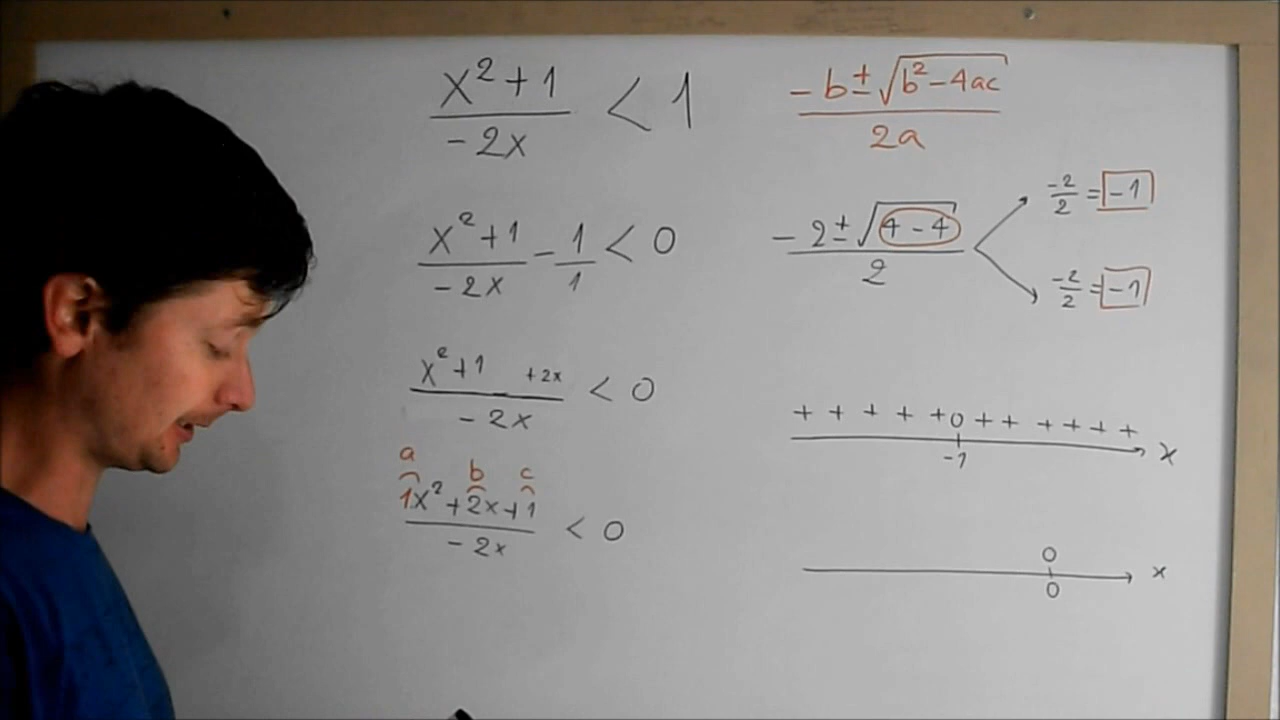 x²+1 / -2x < 1
x²+1 / -2x - 1/1 < 0
x²+1 +2x / -2x < 0
a b c
1x²+2x+1 / -2x < 0
-b±√(b²-4ac) / 2a
-2±√(4-4) / 2
-2/2 = -1
-2/2 = -1
+ + + + + 0 + + + + + +
-1 x
0
0 x